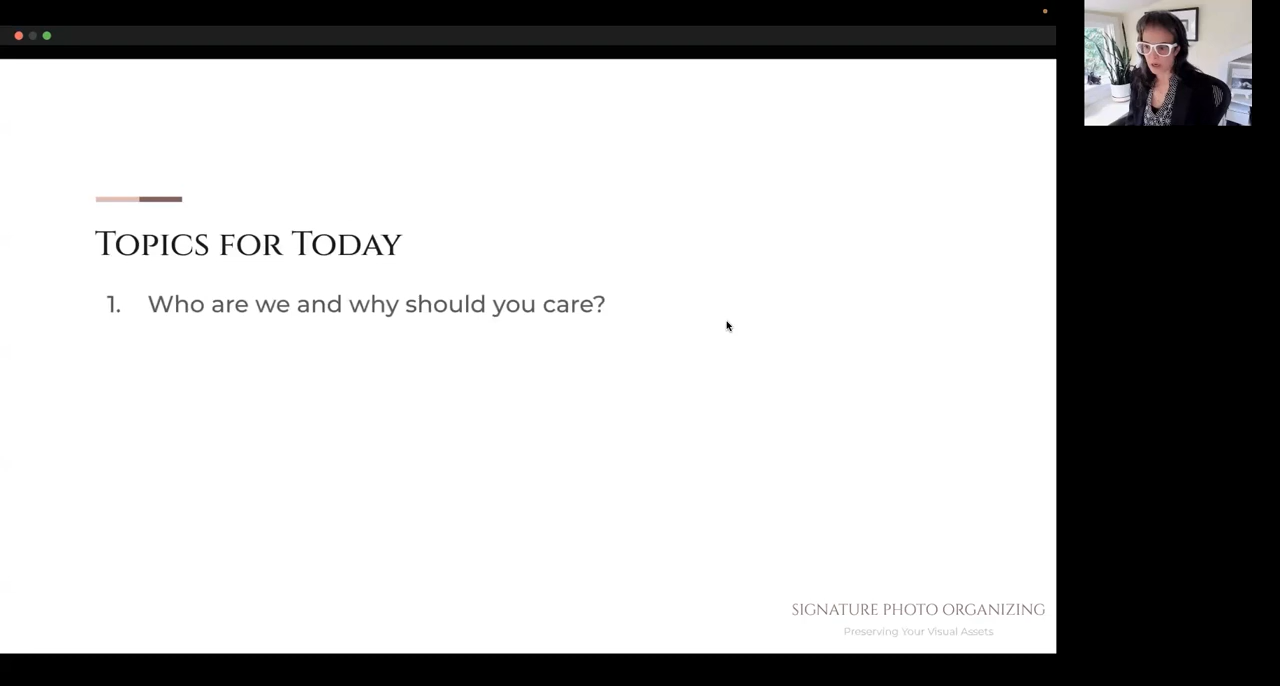 Topics for Today
1. Who are we and why should you care?
SIGNATURE PHOTO ORGANIZING
Preserving Your Visual Assets